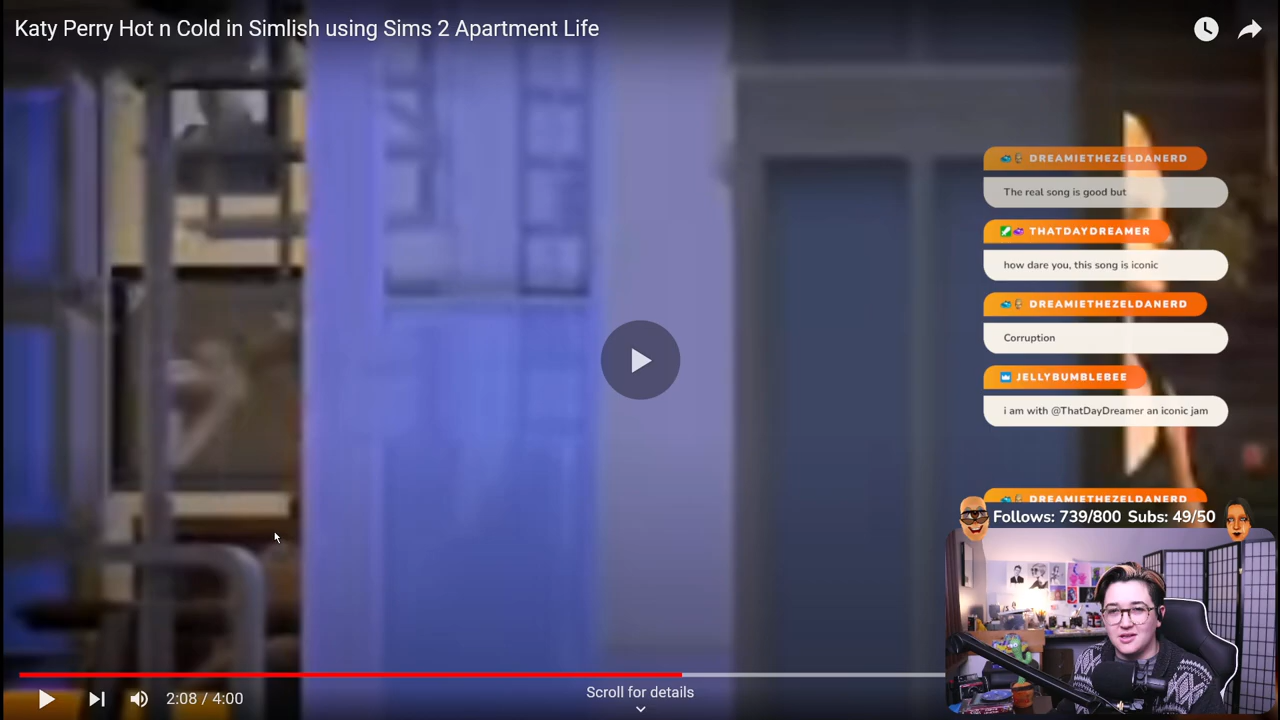 Katy Perry Hot n Cold in Simlish using Sims 2 Apartment Life
DREAMIETHEZELDANERD
The real song is good but
THATDAYDREAMER
how dare you, this song is iconic
DREAMIETHEZELDANERD
Corruption
JELLYBUMBLEBEE
i am with @ThatDayDreamer an iconic jam
DREAMIETHEZELDANERD
Follows: 739/800 Subs: 49/50
2:08 / 4:00
Scroll for details